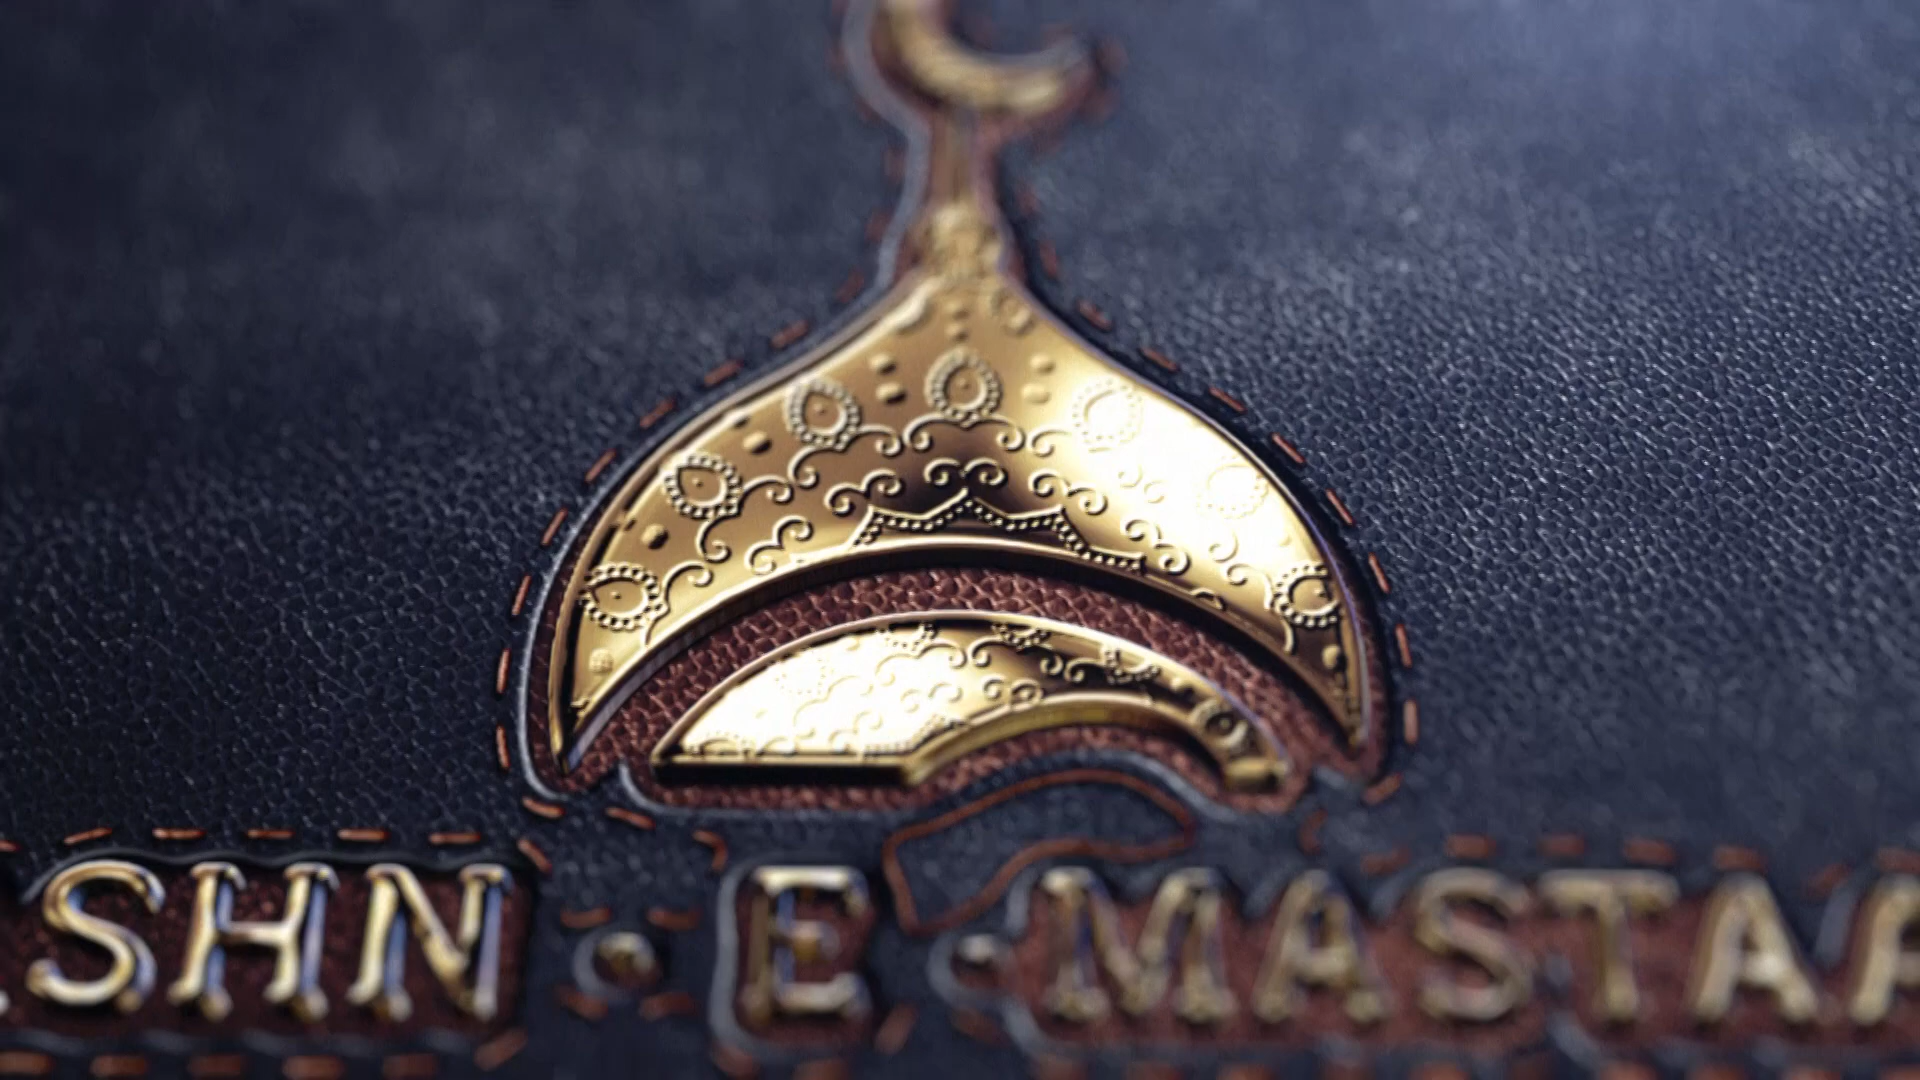 SHN • E • MASTA